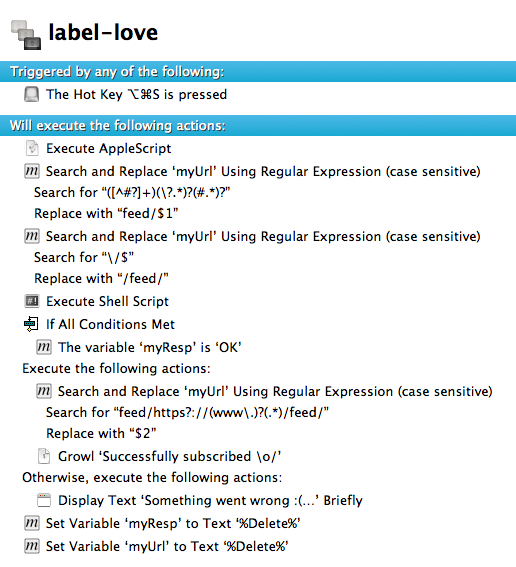 label-love
Triggered by any of the following:
The Hot Key ⌥⌘S is pressed
Will execute the following actions:
Execute AppleScript
m Search and Replace ‘myUrl’ Using Regular Expression (case sensitive)
Search for “([^#?]+)(\?.*)?(#.*)?”
Replace with “feed/$1”
m Search and Replace ‘myUrl’ Using Regular Expression (case sensitive)
Search for “\/$”
Replace with “/feed/”
#! Execute Shell Script
If All Conditions Met
m The variable ‘myResp’ is ‘OK’
Execute the following actions:
m Search and Replace ‘myUrl’ Using Regular Expression (case sensitive)
Search for “feed/https?://(www\.)?(.*)/feed/”
Replace with “$2”
Growl ‘Successfully subscribed \o/’
Otherwise, execute the following actions:
Display Text ‘Something went wrong :(…’ Briefly
m Set Variable ‘myResp’ to Text ‘%Delete%’
m Set Variable ‘myUrl’ to Text ‘%Delete%’